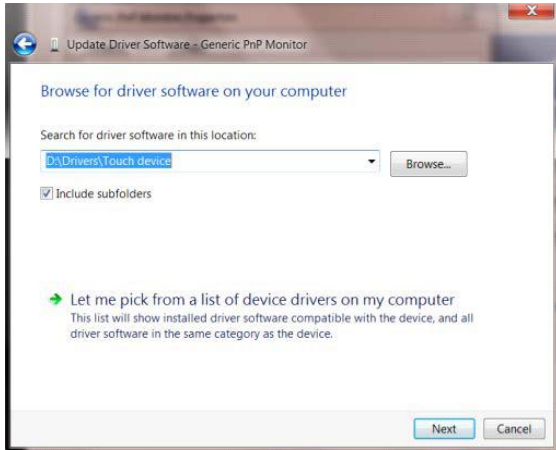 Update Driver Software - Generic PnP Monitor
Browse for driver software on your computer
Search for driver software in this location:
D:\Drivers\Touch device
Browse...
Include subfolders
Let me pick from a list of device drivers on my computer
This list will show installed driver software compatible with the device, and all
driver software in the same category as the device.
Next
Cancel